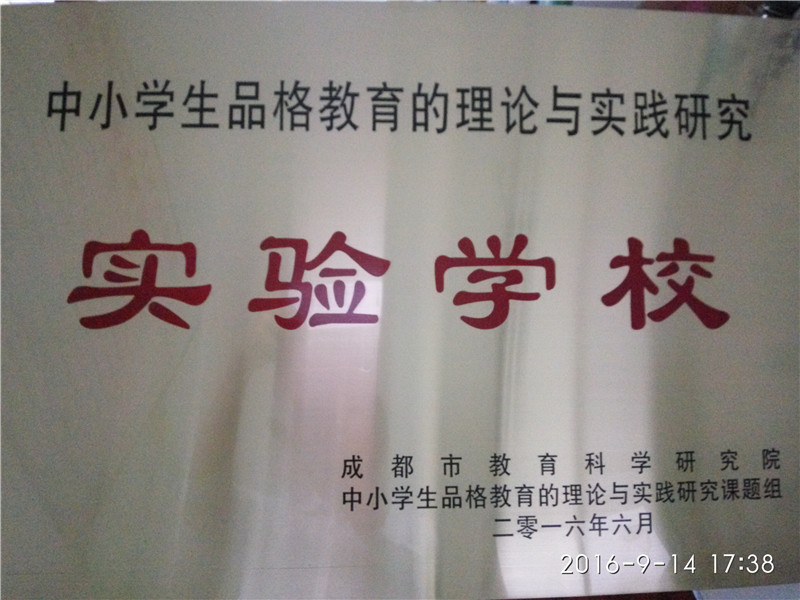 中小学生品格教育的理论与实践研究
实验学校
成都市教育科学研究院
中小学生品格教育的理论与实践研究课题组
二零一六年六月
2016-9-14 17:38